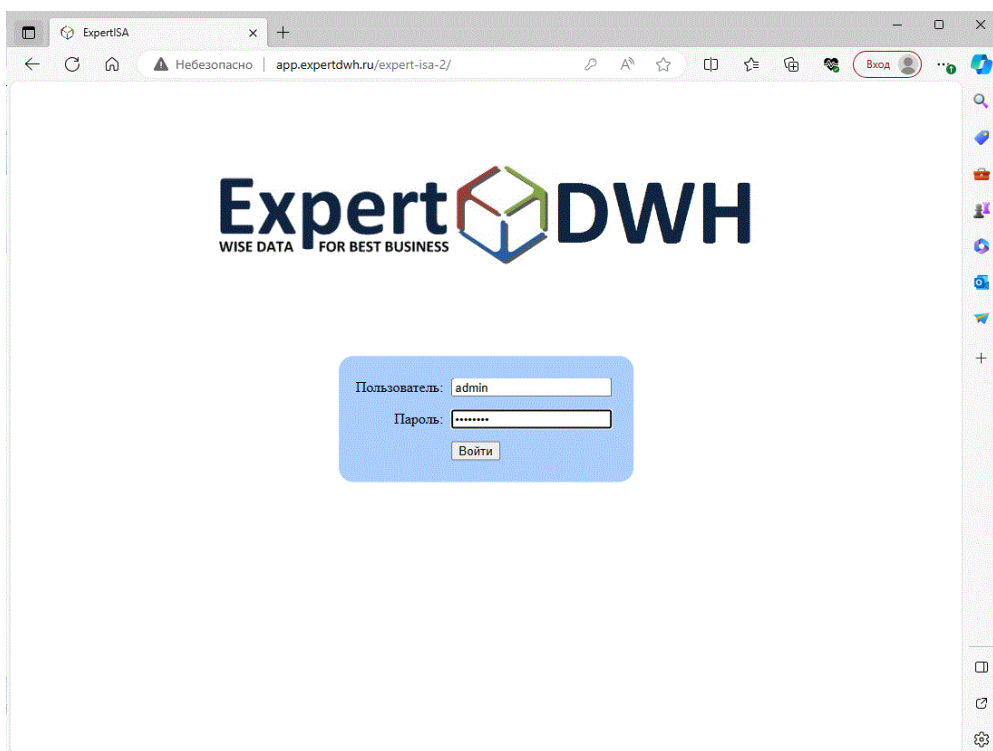 ExpertISA
Небезопасно app.expertdwh.ru/expert-isa-2/ Вход
Expert DWH
WISE DATA FOR BEST BUSINESS
Пользователь: admin
Пароль: ••••••••
Войти